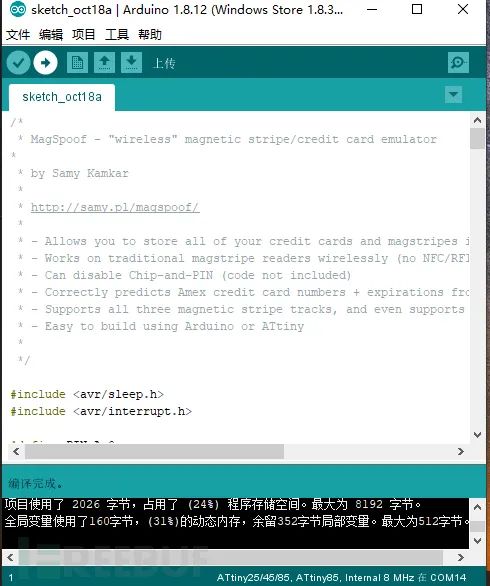 sketch_oct18a | Arduino 1.8.12 (Windows Store 1.8.3...
文件 编辑 项目 工具 帮助
上传
sketch_oct18a
/*
* MagSpoof - "wireless" magnetic stripe/credit card emulator
*
* by Samy Kamkar
*
* http://samy.pl/magspoof/
*
* - Allows you to store all of your credit cards and magstripes i
* - Works on traditional magstripe readers wirelessly (no NFC/RFI
* - Can disable Chip-and-PIN (code not included)
* - Correctly predicts Amex credit card numbers + expirations fro
* - Supports all three magnetic stripe tracks, and even supports
* - Easy to build using Arduino or ATtiny
*
*/
#include <avr/sleep.h>
#include <avr/interrupt.h>
编译完成。
项目使用了 2026 字节，占用了 (24%) 程序存储空间。最大为 8192 字节。
全局变量使用了160字节，(31%)的动态内存，余留352字节局部变量。最大为512字节。
REEBUF
1
ATtiny25/45/85, ATtiny85, Internal 8 MHz 在 COM14